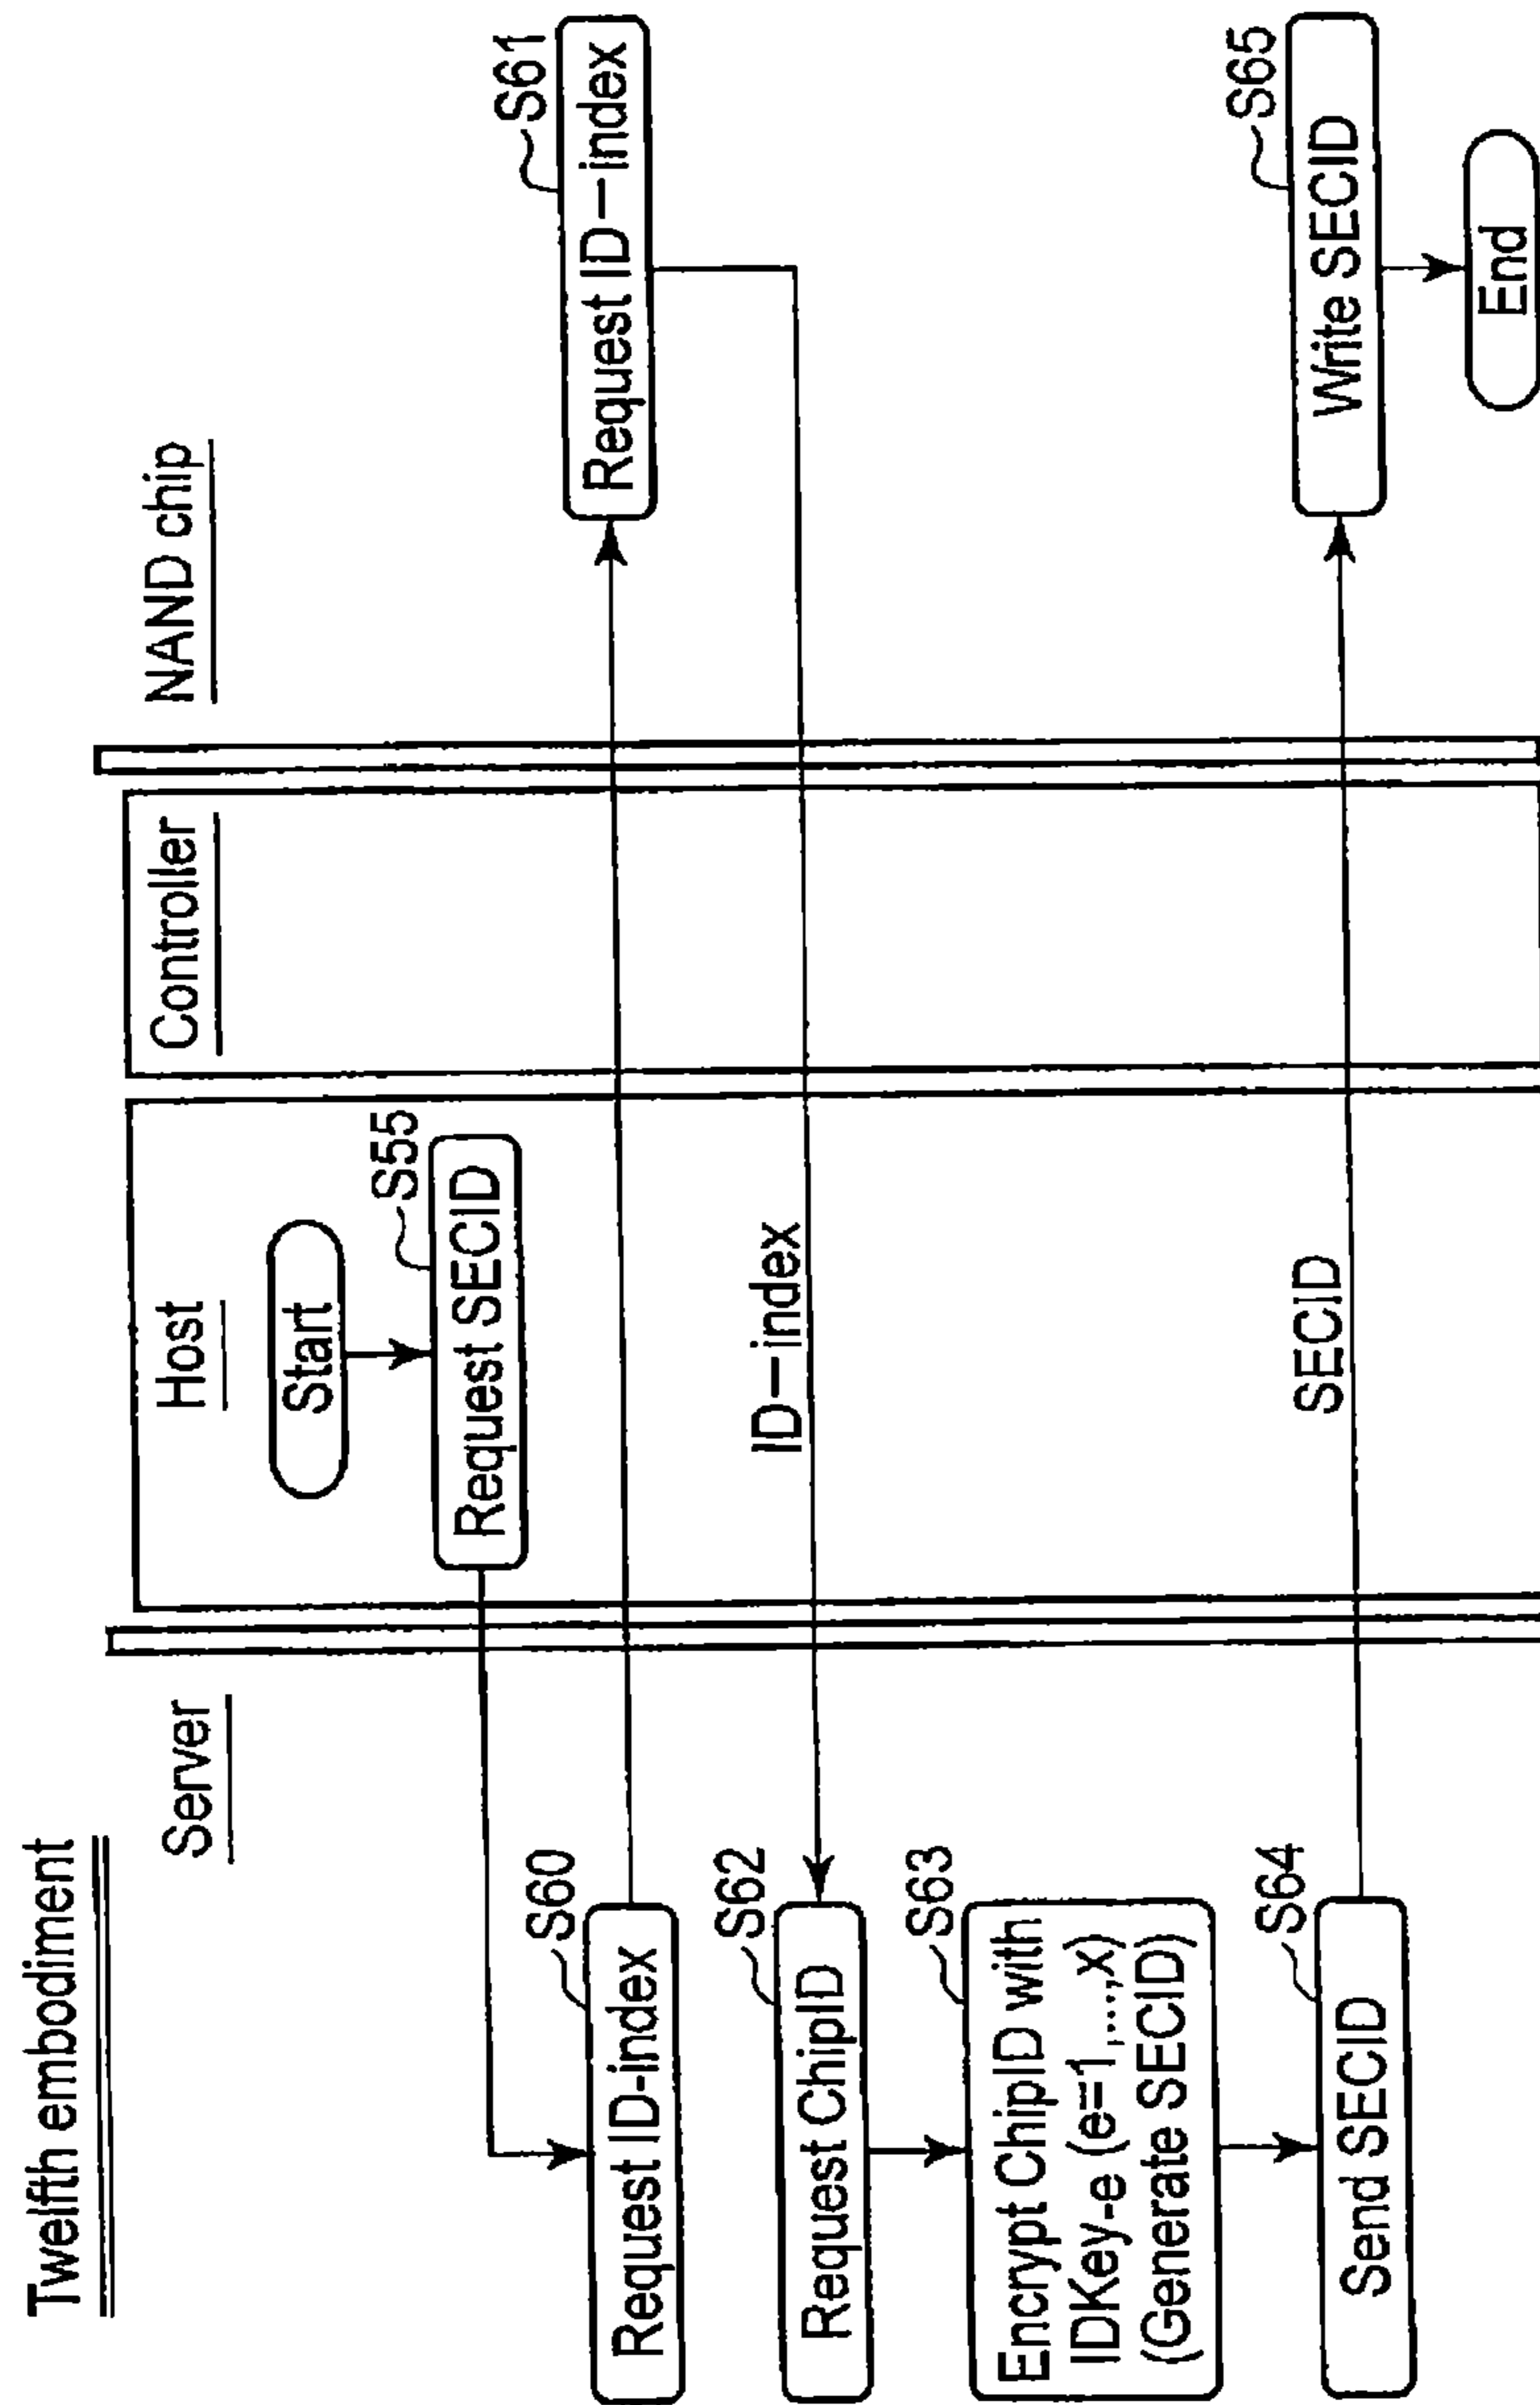 Twelfth embodiment
Server
Host
Controller
NAND chip
Start
S55
Request SECID
S60
Request ID-index
S61
Request ID-index
ID-index
S62
Request ChipID
S63
Encrypt ChipID with
IDKey-e (e=1,...,x)
(Generate SECID)
S64
Send SECID
SECID
S65
Write SECID
End